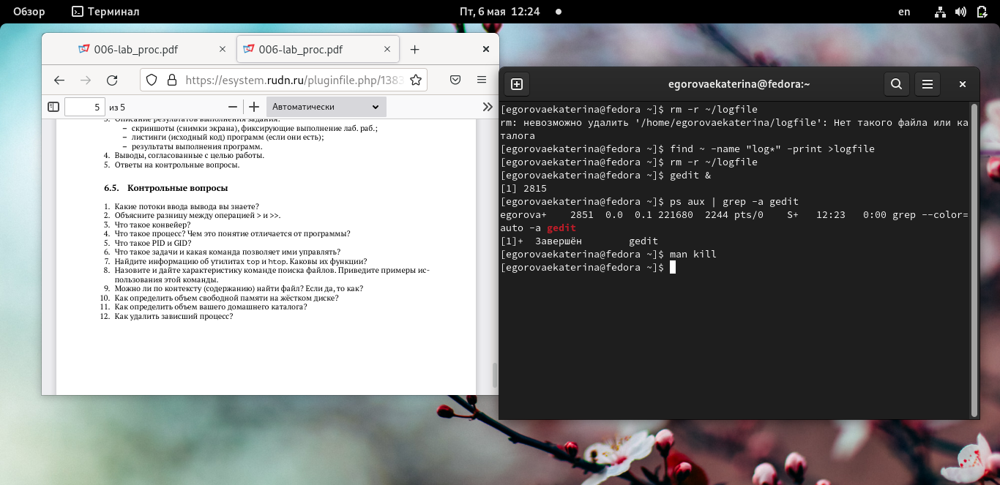 Обзор
Терминал
Пт, 6 мая 12:24
en
006-lab_proc.pdf
006-lab_proc.pdf
https://esystem.rudn.ru/pluginfile.php/1383
5 из 5
Автоматически
3. Описание результатов выполнения задания:
– скриншоты (снимки экрана), фиксирующие выполнение лаб. раб.;
– листинги (исходный код) программ (если они есть);
– результаты выполнения программ.
4. Выводы, согласованные с целью работы.
5. Ответы на контрольные вопросы.
6.5. Контрольные вопросы
1. Какие потоки ввода вывода вы знаете?
2. Объясните разницу между операцией > и >>.
3. Что такое конвейер?
4. Что такое процесс? Чем это понятие отличается от программы?
5. Что такое PID и GID?
6. Что такое задачи и какая команда позволяет ими управлять?
7. Найдите информацию об утилитах top и htop. Каковы их функции?
8. Назовите и дайте характеристику команде поиска файлов. Приведите примеры ис-
пользования этой команды.
9. Можно ли по контексту (содержанию) найти файл? Если да, то как?
10. Как определить объем свободной памяти на жёстком диске?
11. Как определить объем вашего домашнего каталога?
12. Как удалить зависший процесс?
egorovaekaterina@fedora:~
[egorovaekaterina@fedora ~]$ rm -r ~/logfile
rm: невозможно удалить '/home/egorovaekaterina/logfile': Нет такого файла или ка
талога
[egorovaekaterina@fedora ~]$ find ~ -name "log*" -print >logfile
[egorovaekaterina@fedora ~]$ rm -r ~/logfile
[egorovaekaterina@fedora ~]$ gedit &
[1] 2815
[egorovaekaterina@fedora ~]$ ps aux | grep -a gedit
egorova+    2851  0.0  0.1 221680  2244 pts/0    S+   12:23   0:00 grep --color=
auto -a gedit
[1]+  Завершён        gedit
[egorovaekaterina@fedora ~]$ man kill
[egorovaekaterina@fedora ~]$